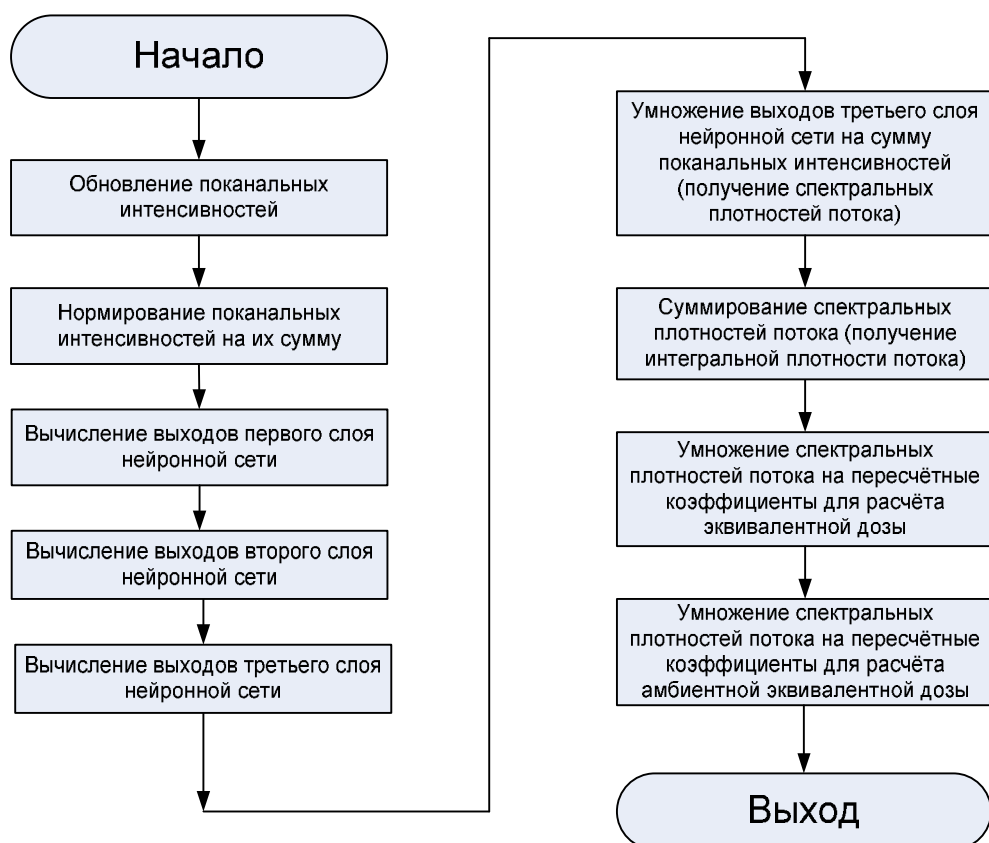 Начало
Обновление поканальных
интенсивностей
Нормирование поканальных
интенсивностей на их сумму
Вычисление выходов первого слоя
нейронной сети
Вычисление выходов второго слоя
нейронной сети
Вычисление выходов третьего слоя
нейронной сети
Умножение выходов третьего слоя
нейронной сети на сумму
поканальных интенсивностей
(получение спектральных
плотностей потока)
Суммирование спектральных
плотностей потока (получение
интегральной плотности потока)
Умножение спектральных
плотностей потока на пересчётные
коэффициенты для расчёта
эквивалентной дозы
Умножение спектральных
плотностей потока на пересчётные
коэффициенты для расчёта
амбиентной эквивалентной дозы
Выход